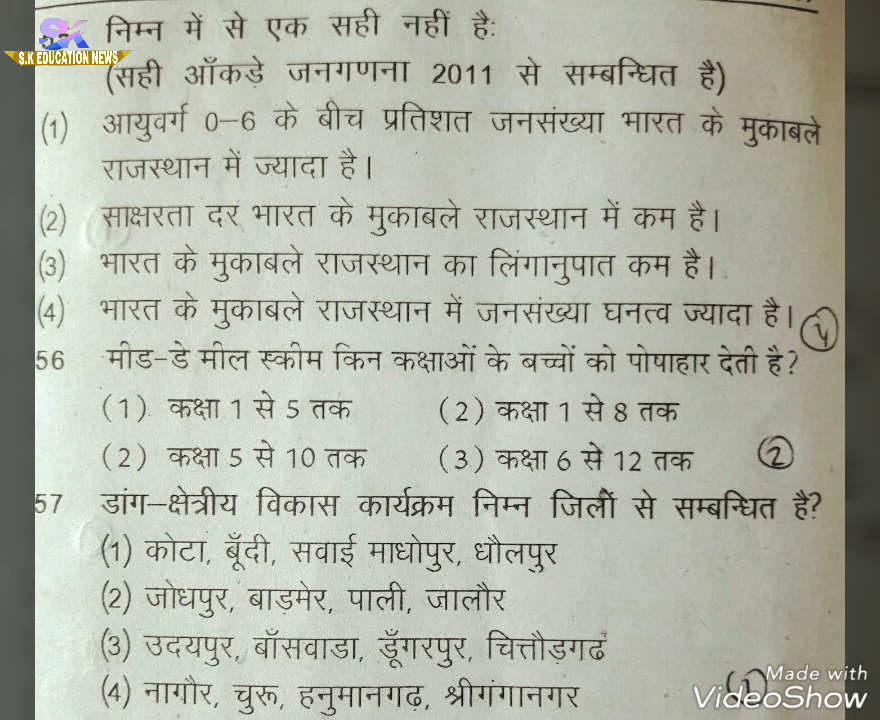 निम्न में से एक सही नहीं है:
S.K EDUCATION NEWS
(सही आँकड़े जनगणना 2011 से सम्बन्धित है)
(1) आयुवर्ग 0–6 के बीच प्रतिशत जनसंख्या भारत के मुकाबले
राजस्थान में ज्यादा है।
(2) साक्षरता दर भारत के मुकाबले राजस्थान में कम है।
(3) भारत के मुकाबले राजस्थान का लिंगानुपात कम है।
(4) भारत के मुकाबले राजस्थान में जनसंख्या घनत्व ज्यादा है। 4
56 मीड-डे मील स्कीम किन कक्षाओं के बच्चों को पोषाहार देती है?
(1) कक्षा 1 से 5 तक (2) कक्षा 1 से 8 तक
(2) कक्षा 5 से 10 तक (3) कक्षा 6 से 12 तक 2
57 डांग–क्षेत्रीय विकास कार्यक्रम निम्न जिलों से सम्बन्धित है?
(1) कोटा, बूँदी, सवाई माधोपुर, धौलपुर
(2) जोधपुर, बाड़मेर, पाली, जालौर
(3) उदयपुर, बाँसवाडा, डूँगरपुर, चित्तौड़गढं
(4) नागौर, चुरू, हनुमानगढ़, श्रीगंगानगर 1
Made with
VideoShow